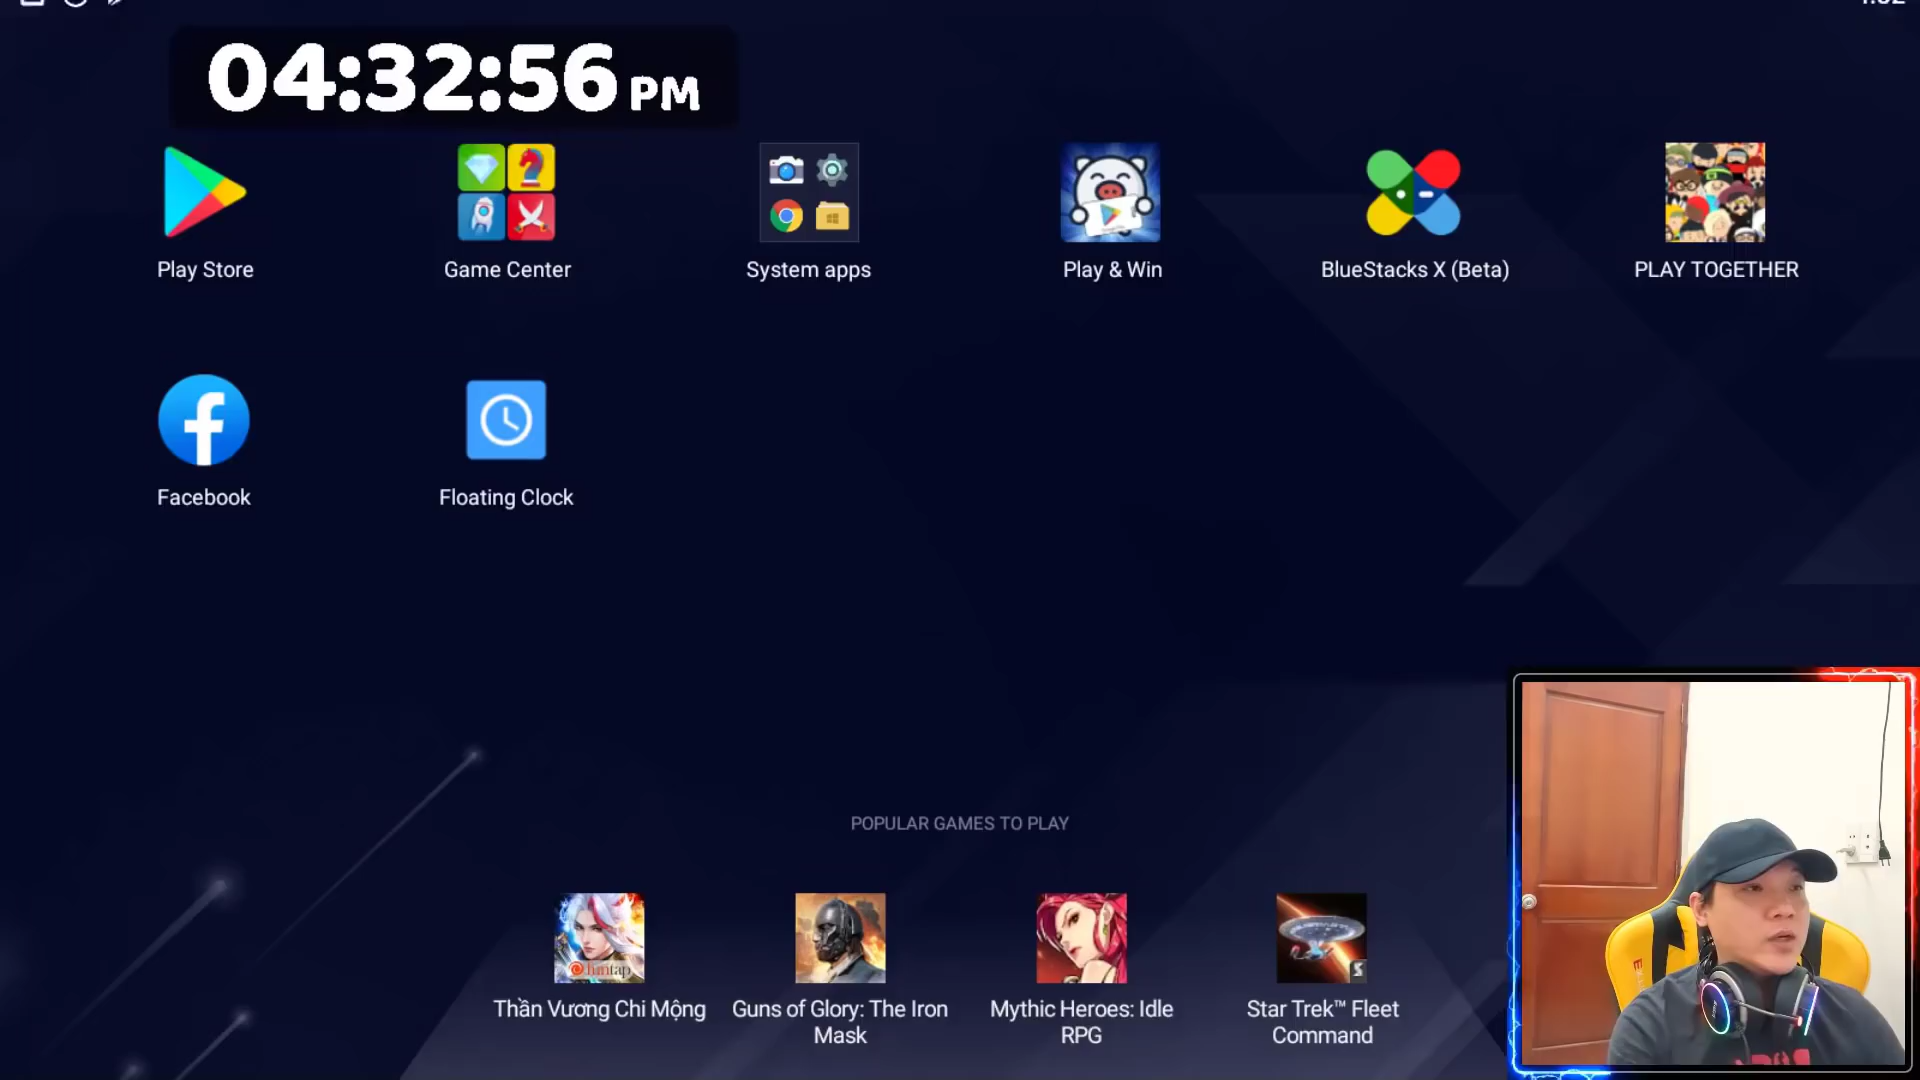 04:32:56 PM
Play Store
Game Center
System apps
Play & Win
BlueStacks X (Beta)
PLAY TOGETHER
Facebook
Floating Clock
POPULAR GAMES TO PLAY
funtap
Thần Vương Chi Mộng
Guns of Glory: The Iron
Mask
Mythic Heroes: Idle
RPG
Star Trek™ Fleet
Command